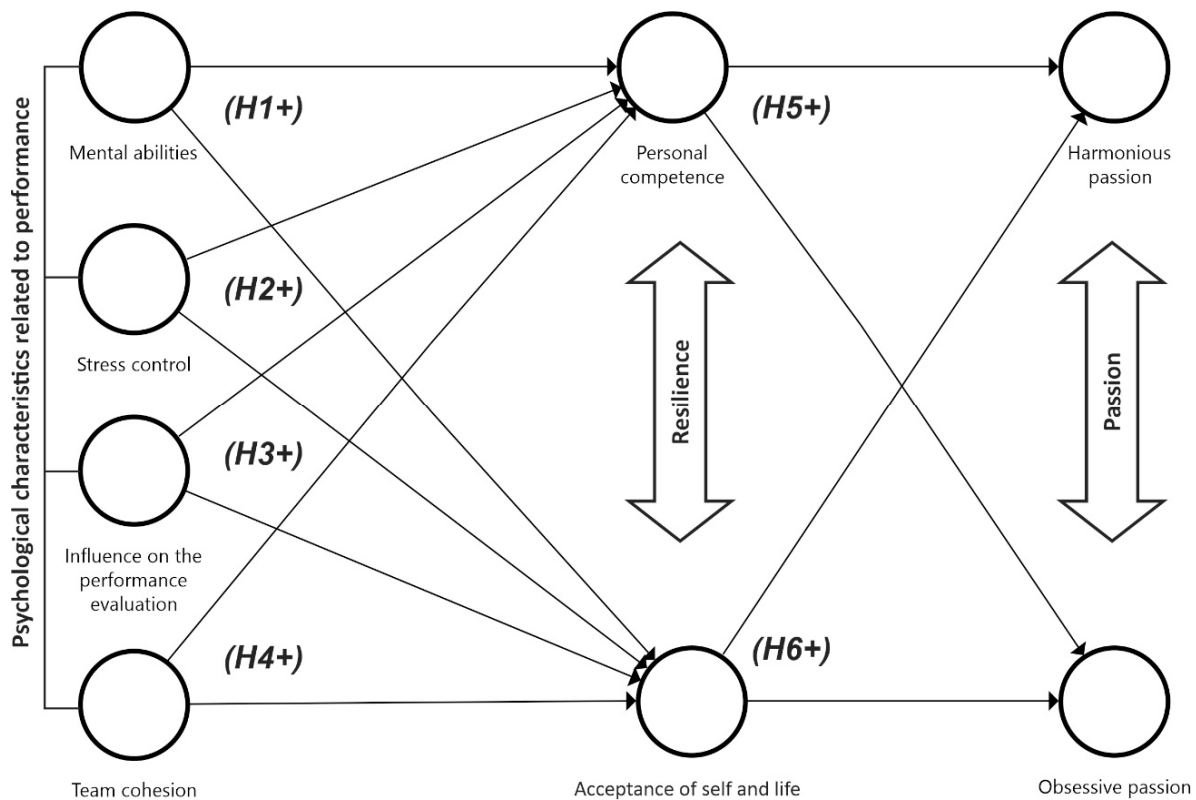 Psychological characteristics related to performance
Mental abilities
(H1+)
Personal
competence
(H5+)
Harmonious
passion
Stress control
(H2+)
Resilience
Passion
Influence on the
performance
evaluation
(H3+)
Team cohesion
(H4+)
Acceptance of self and life
(H6+)
Obsessive passion